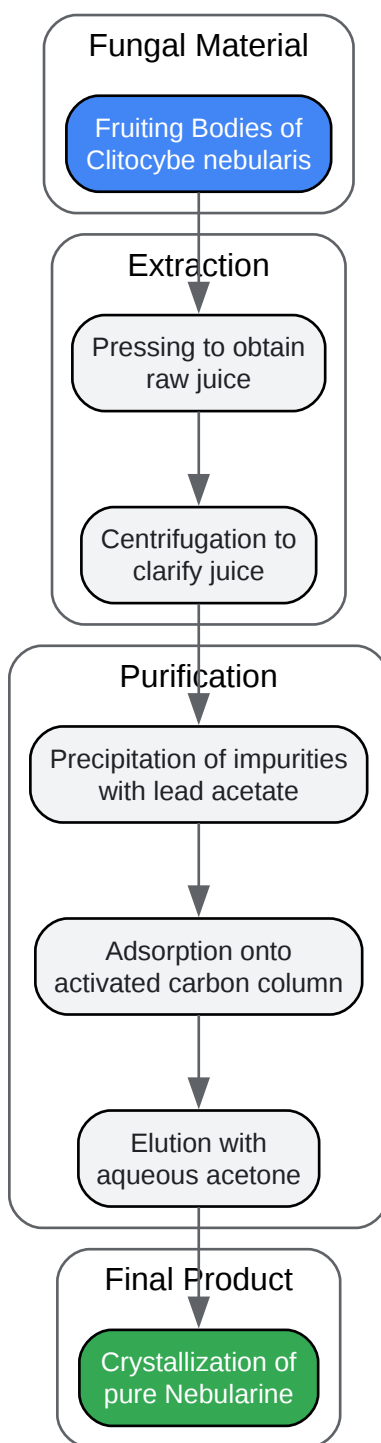 Fungal Material
Fruiting Bodies of
Clitocybe nebularis
Extraction
Pressing to obtain
raw juice
Centrifugation to
clarify juice
Purification
Precipitation of impurities
with lead acetate
Adsorption onto
activated carbon column
Elution with
aqueous acetone
Final Product
Crystallization of
pure Nebularine